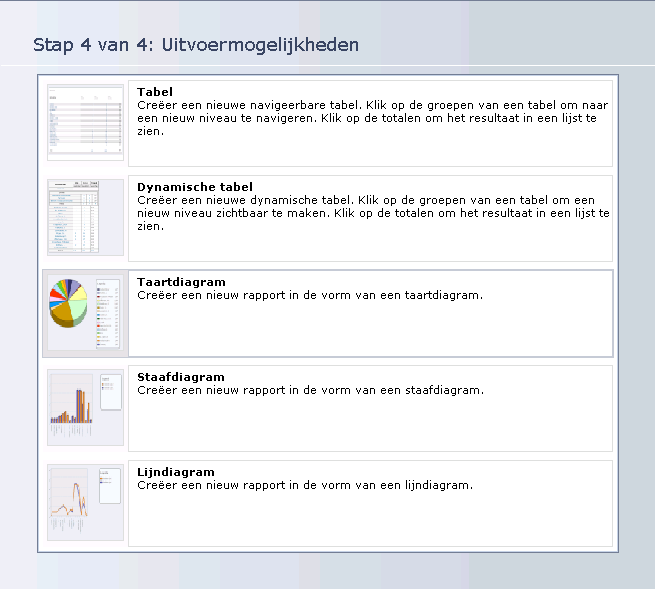 Stap 4 van 4: Uitvoermogelijkheden
Tabel
Creëer een nieuwe navigeerbare tabel. Klik op de groepen van een tabel om naar
een nieuw niveau te navigeren. Klik op de totalen om het resultaat in een lijst te
zien.
Dynamische tabel
Creëer een nieuwe dynamische tabel. Klik op de groepen van een tabel om een
nieuw niveau zichtbaar te maken. Klik op de totalen om het resultaat in een lijst te
zien.
Taartdiagram
Creëer een nieuw rapport in de vorm van een taartdiagram.
Staafdiagram
Creëer een nieuw rapport in de vorm van een staafdiagram.
Lijndiagram
Creëer een nieuw rapport in de vorm van een lijndiagram.